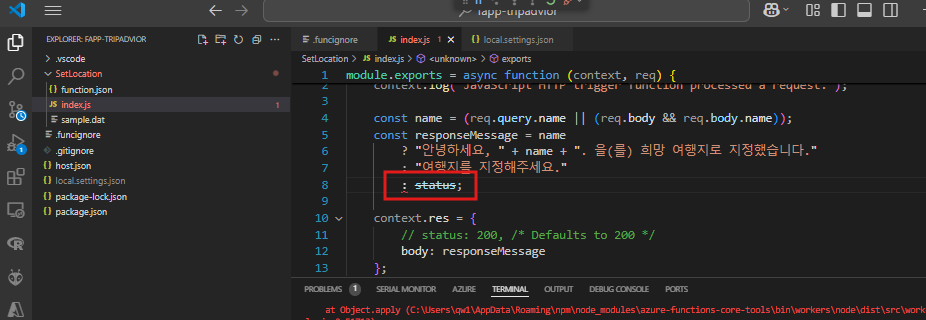 fapp-tripadvior
EXPLORER: FAPP-TRIPADVIOR
.vscode
SetLocation
function.json
JS index.js 1
sample.dat
.funcignore
.gitignore
host.json
local.settings.json
package-lock.json
package.json
.funcignore JS index.js 1 local.settings.json
SetLocation > JS index.js > <unknown> > exports
1 module.exports = async function (context, req) {
2 context.log('JavaScript HTTP trigger function processed a request.');
4 const name = (req.query.name || (req.body && req.body.name));
5 const responseMessage = name
6 ? "안녕하세요, " + name + ". 을(를) 희망 여행지로 지정했습니다."
7 : "여행지를 지정해주세요."
8 : status;
9
10 context.res = {
11 // status: 200, /* Defaults to 200 */
12 body: responseMessage
13 };
PROBLEMS 1 SERIAL MONITOR AZURE TERMINAL DEBUG CONSOLE PORTS
at Object.apply (C:\Users\qw1\AppData\Roaming\npm\node_modules\azure-functions-core-tools\bin\workers\node\dist\src\work